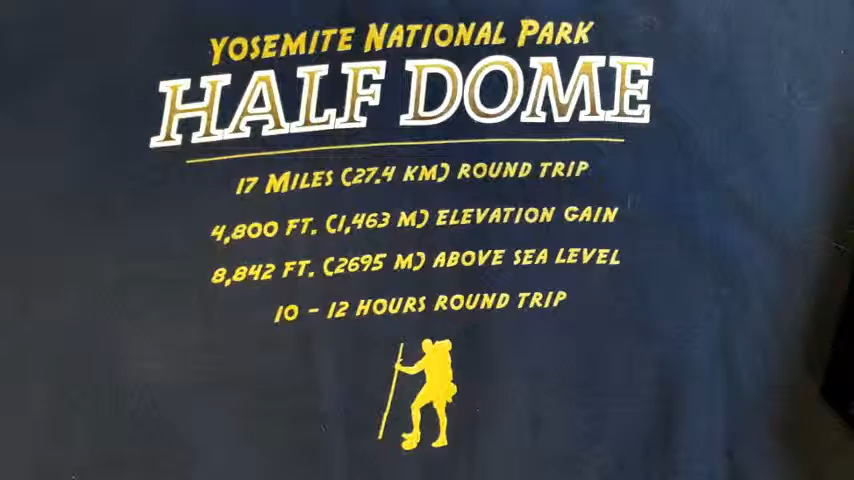 YOSEMITE NATIONAL PARK
HALF DOME
17 MILES (27.4 KM) ROUND TRIP
4,800 FT. (1,463 M) ELEVATION GAIN
8,842 FT. (2695 M) ABOVE SEA LEVEL
10 - 12 HOURS ROUND TRIP